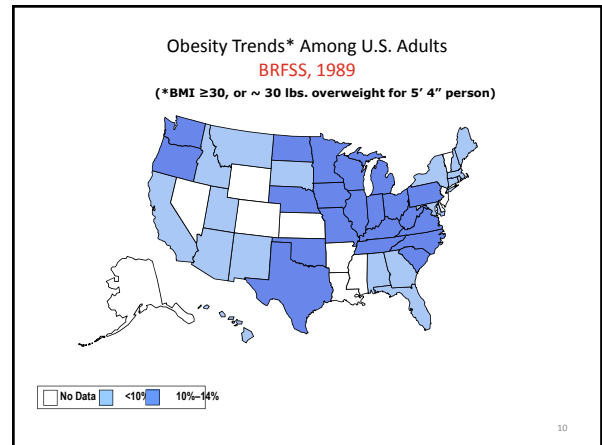 Obesity Trends* Among U.S. Adults
BRFSS, 1989
(*BMI ≥30, or ~ 30 lbs. overweight for 5' 4" person)
No Data <10% 10%–14%
10